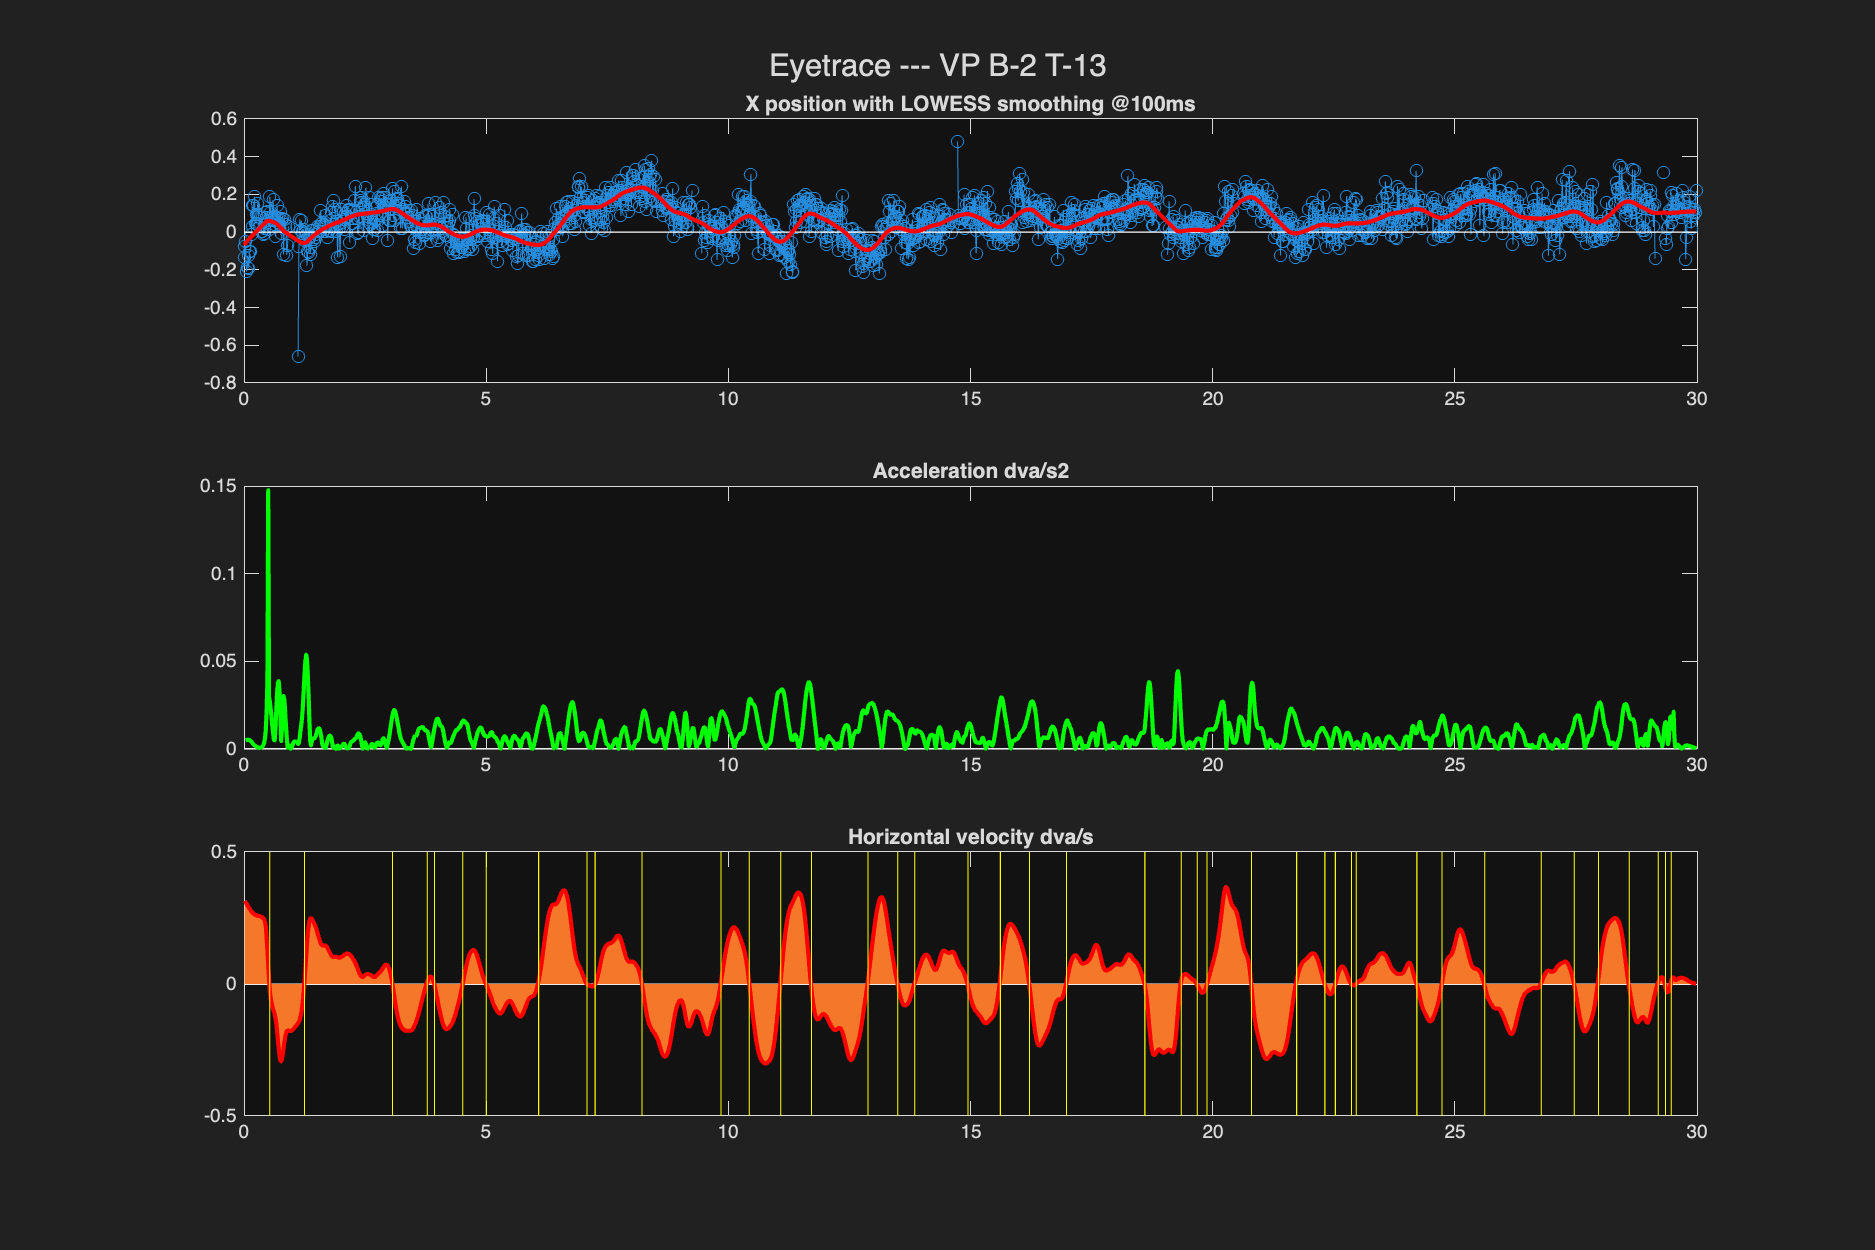 Eyetrace --- VP B-2 T-13
X position with LOWESS smoothing @100ms
0.6
0.4
0.2
0
-0.2
-0.4
-0.6
-0.8
0 5 10 15 20 25 30
Acceleration dva/s2
0.15
0.1
0.05
0
0 5 10 15 20 25 30
Horizontal velocity dva/s
0.5
0
-0.5
0 5 10 15 20 25 30